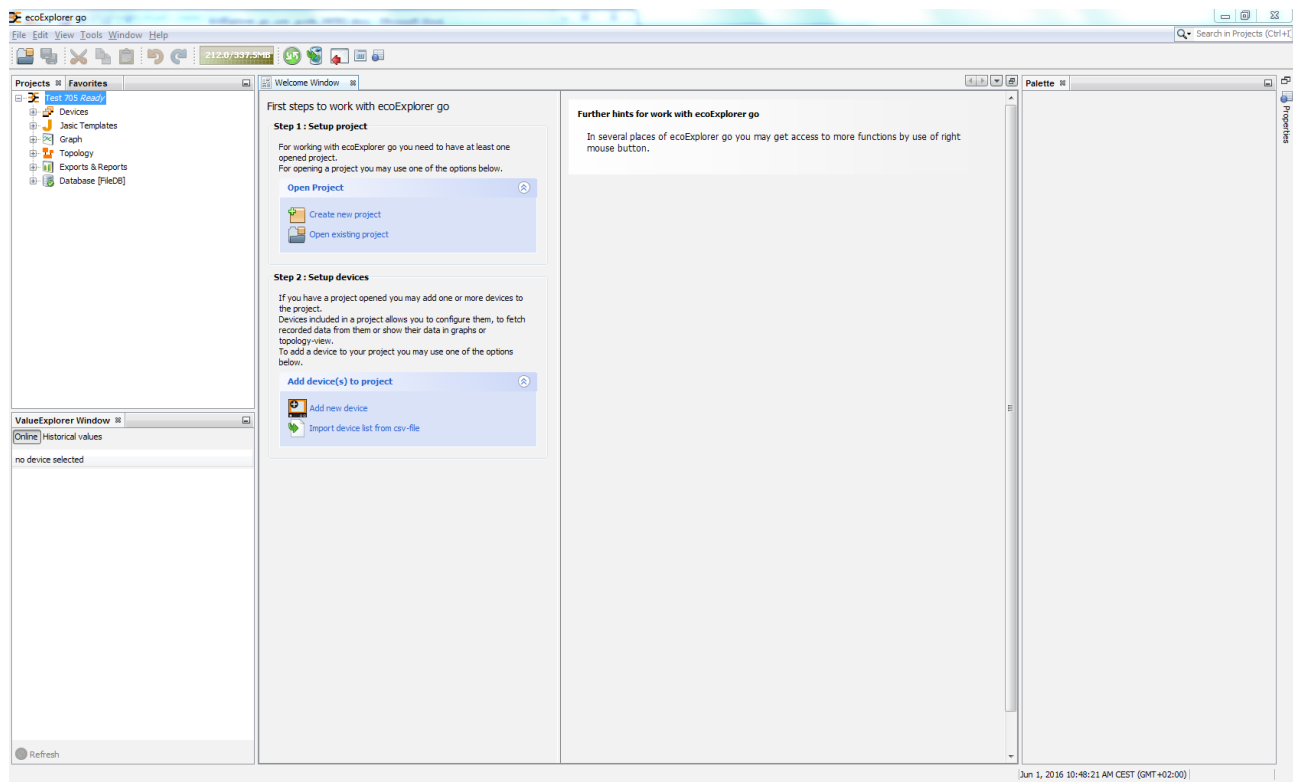 ecoExplorer go
File Edit View Tools Window Help
Search in Projects (Ctrl+I)
212.0/337.5MB
Projects Favorites
Test 705 Ready
Devices
Jasic Templates
Graph
Topology
Exports & Reports
Database [FileDB]
ValueExplorer Window
Online Historical values
no device selected
Refresh
Welcome Window
First steps to work with ecoExplorer go
Step 1 : Setup project
For working with ecoExplorer go you need to have at least one
opened project.
For opening a project you may use one of the options below.
Open Project
Create new project
Open existing project
Step 2 : Setup devices
If you have a project opened you may add one or more devices to
the project.
Devices included in a project allows you to configure them, to fetch
recorded data from them or show their data in graphs or
topology-view.
To add a device to your project you may use one of the options
below.
Add device(s) to project
Add new device
Import device list from csv-file
Further hints for work with ecoExplorer go
In several places of ecoExplorer go you may get access to more functions by use of right
mouse button.
Palette
Properties
Jun 1, 2016 10:48:21 AM CEST (GMT+02:00)